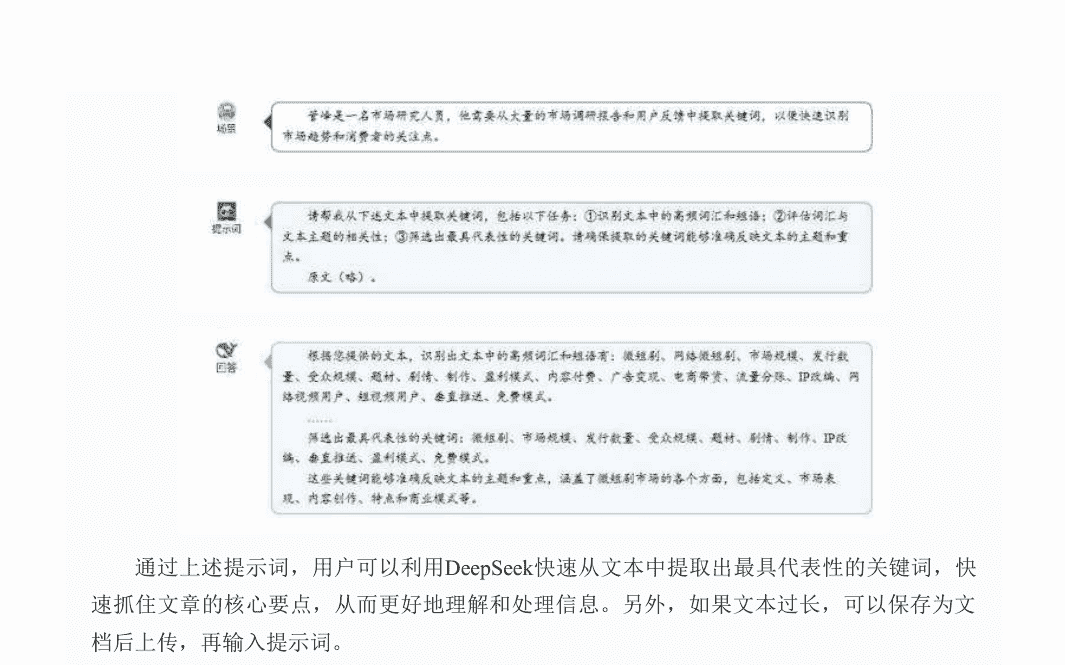 场景
管峰是一名市场研究人员，他需要从大量的市场调研报告和用户反馈中提取关键词，以便快速识别
市场趋势和消费者的关注点。
提示词
请帮我从下述文本中提取关键词，包括以下任务：①识别文本中的高频词汇和短语；②评估词汇与
文本主题的相关性；③筛选出最具代表性的关键词。请确保提取的关键词能够准确反映文本的主题和重
点。
原文（略）。
回答
根据您提供的文本，识别出文本中的高频词汇和短语有：微短剧、网络微短剧、市场规模、发行数
量、受众规模、题材、剧情、制作、盈利模式、内容付费、广告变现、电商带货、流量分账、IP改编、网
络视频用户、短视频用户、垂直推送、免费模式。
……
筛选出最具代表性的关键词：微短剧、市场规模、发行数量、受众规模、题材、剧情、制作、IP改
编、垂直推送、盈利模式、免费模式。
这些关键词能够准确反映文本的主题和重点，涵盖了微短剧市场的各个方面，包括定义、市场表
现、内容创作、特点和商业模式等。
通过上述提示词，用户可以利用DeepSeek快速从文本中提取出最具代表性的关键词，快
速抓住文章的核心要点，从而更好地理解和处理信息。另外，如果文本过长，可以保存为文
档后上传，再输入提示词。